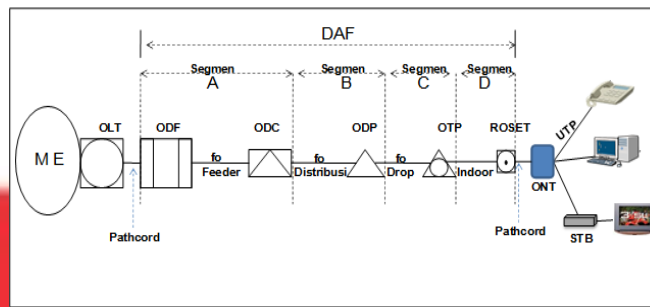 DAF
Segmen
A
Segmen
B
Segmen
C
Segmen
D
OLT
ODF
ODC
ODP
OTP
ROSET
M E
fo
Feeder
fo
Distribusi
fo
Drop
Indoor
ONT
UTP
Pathcord
Pathcord
STB